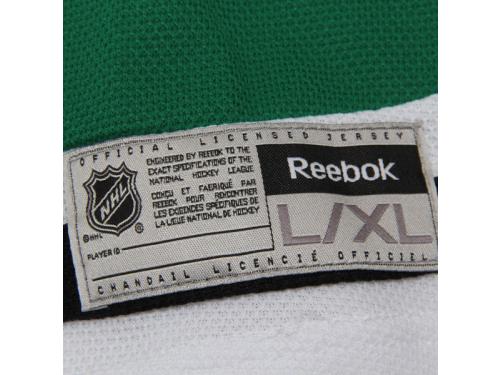 OFFICIAL LICENSED JERSEY
NHL
©NHL
ENGINEERED BY REEBOK TO THE
EXACT SPECIFICATIONS OF THE
NATIONAL HOCKEY LEAGUE
CONÇU ET FABRIQUÉ PAR
REEBOK POUR RENCONTRER
LES EXIGENCES SPÉCIFIQUES DE
LA LIGUE NATIONAL DE HOCKEY
PLAYER ID
Reebok
L/XL
CHANDAIL LICENCIÉ OFFICIEL